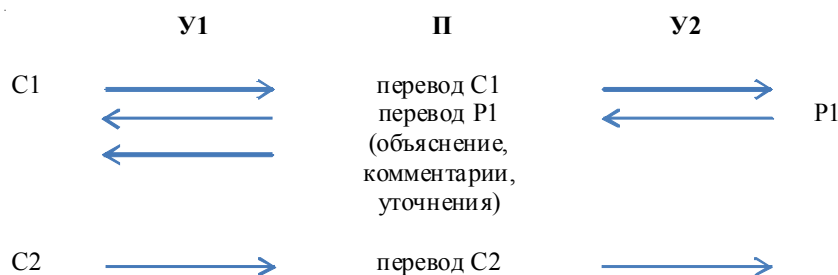 У1 П У2
С1 перевод С1
перевод Р1 Р1
(объяснение,
комментарии,
уточнения)
С2 перевод С2